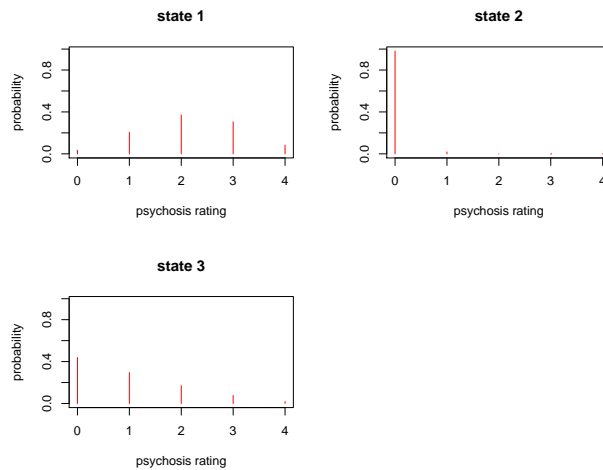 state 1
probability
0.0 0.4 0.8
0 1 2 3 4
psychosis rating
state 2
probability
0.0 0.4 0.8
0 1 2 3 4
psychosis rating
state 3
probability
0.0 0.4 0.8
0 1 2 3 4
psychosis rating